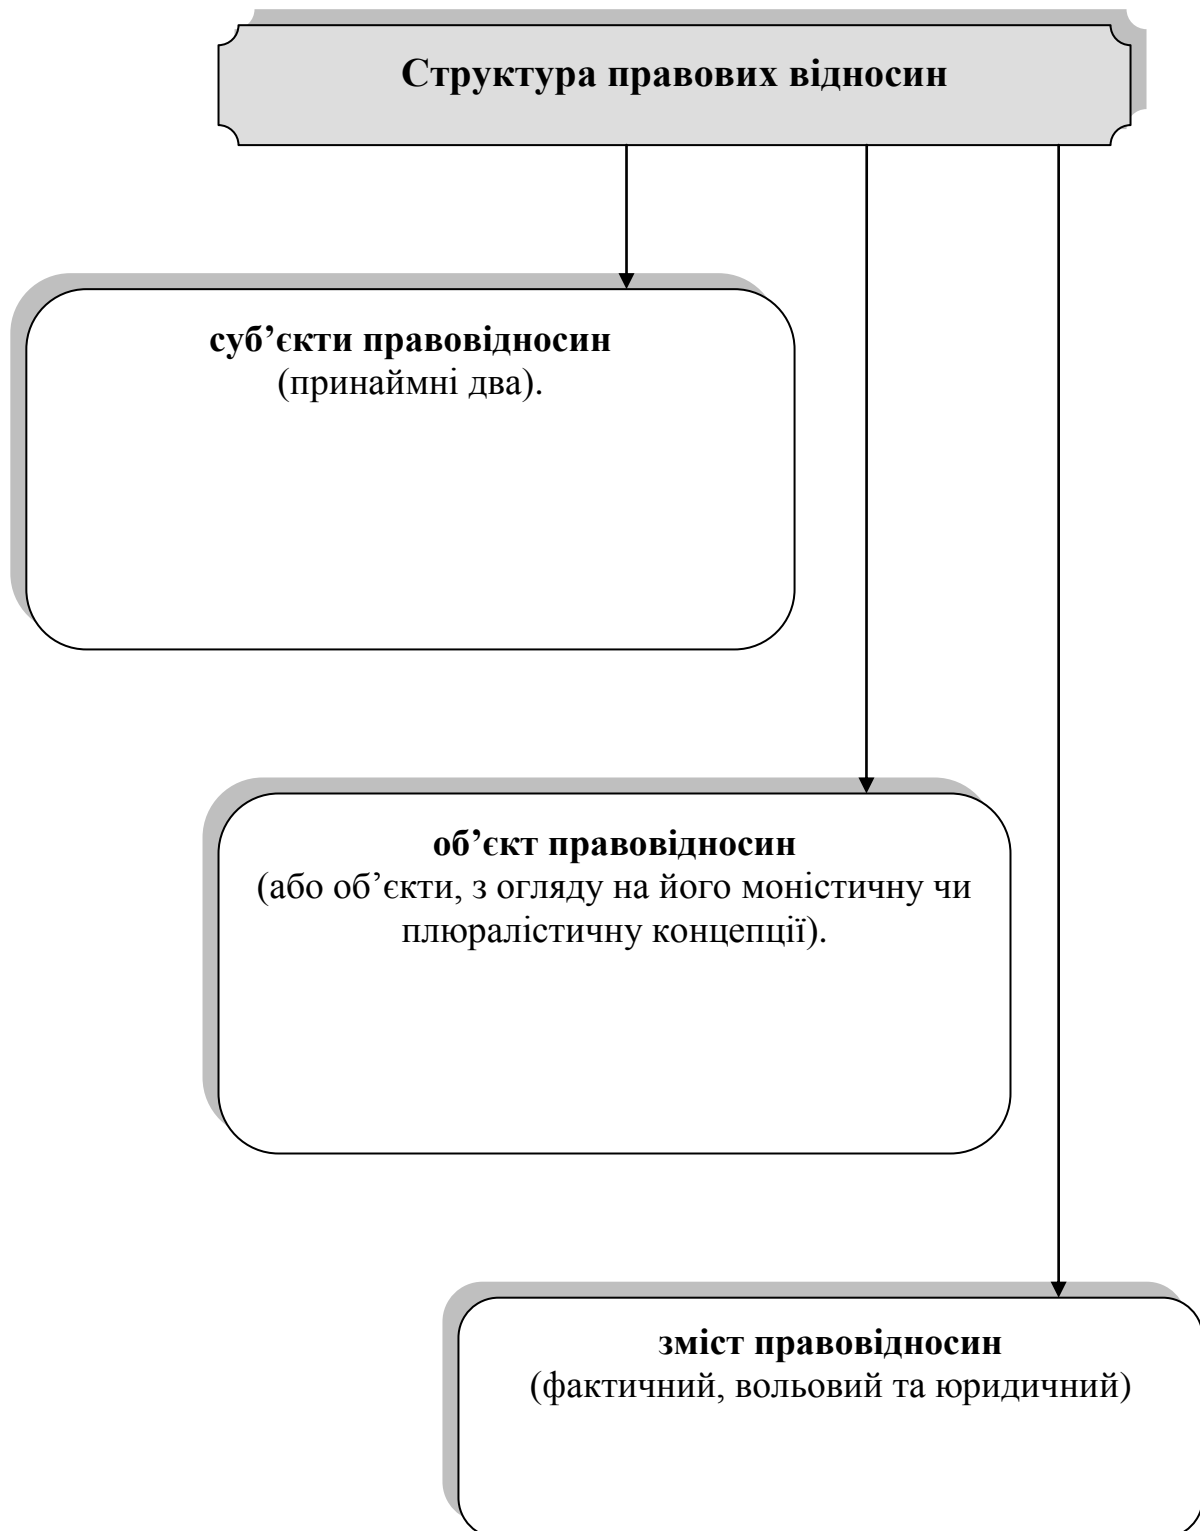 Структура правових відносин
суб’єкти правовідносин
(принаймні два).
об’єкт правовідносин
(або об’єкти, з огляду на його моністичну чи
плюралістичну концепції).
зміст правовідносин
(фактичний, вольовий та юридичний)